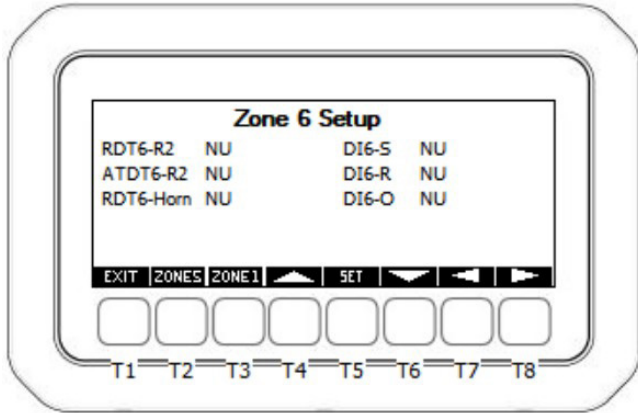 Zone 6 Setup
RDT6-R2 NU DI6-S NU
ATDT6-R2 NU DI6-R NU
RDT6-Horn NU DI6-O NU
EXIT ZONES ZONE1 SET
T1 T2 T3 T4 T5 T6 T7 T8